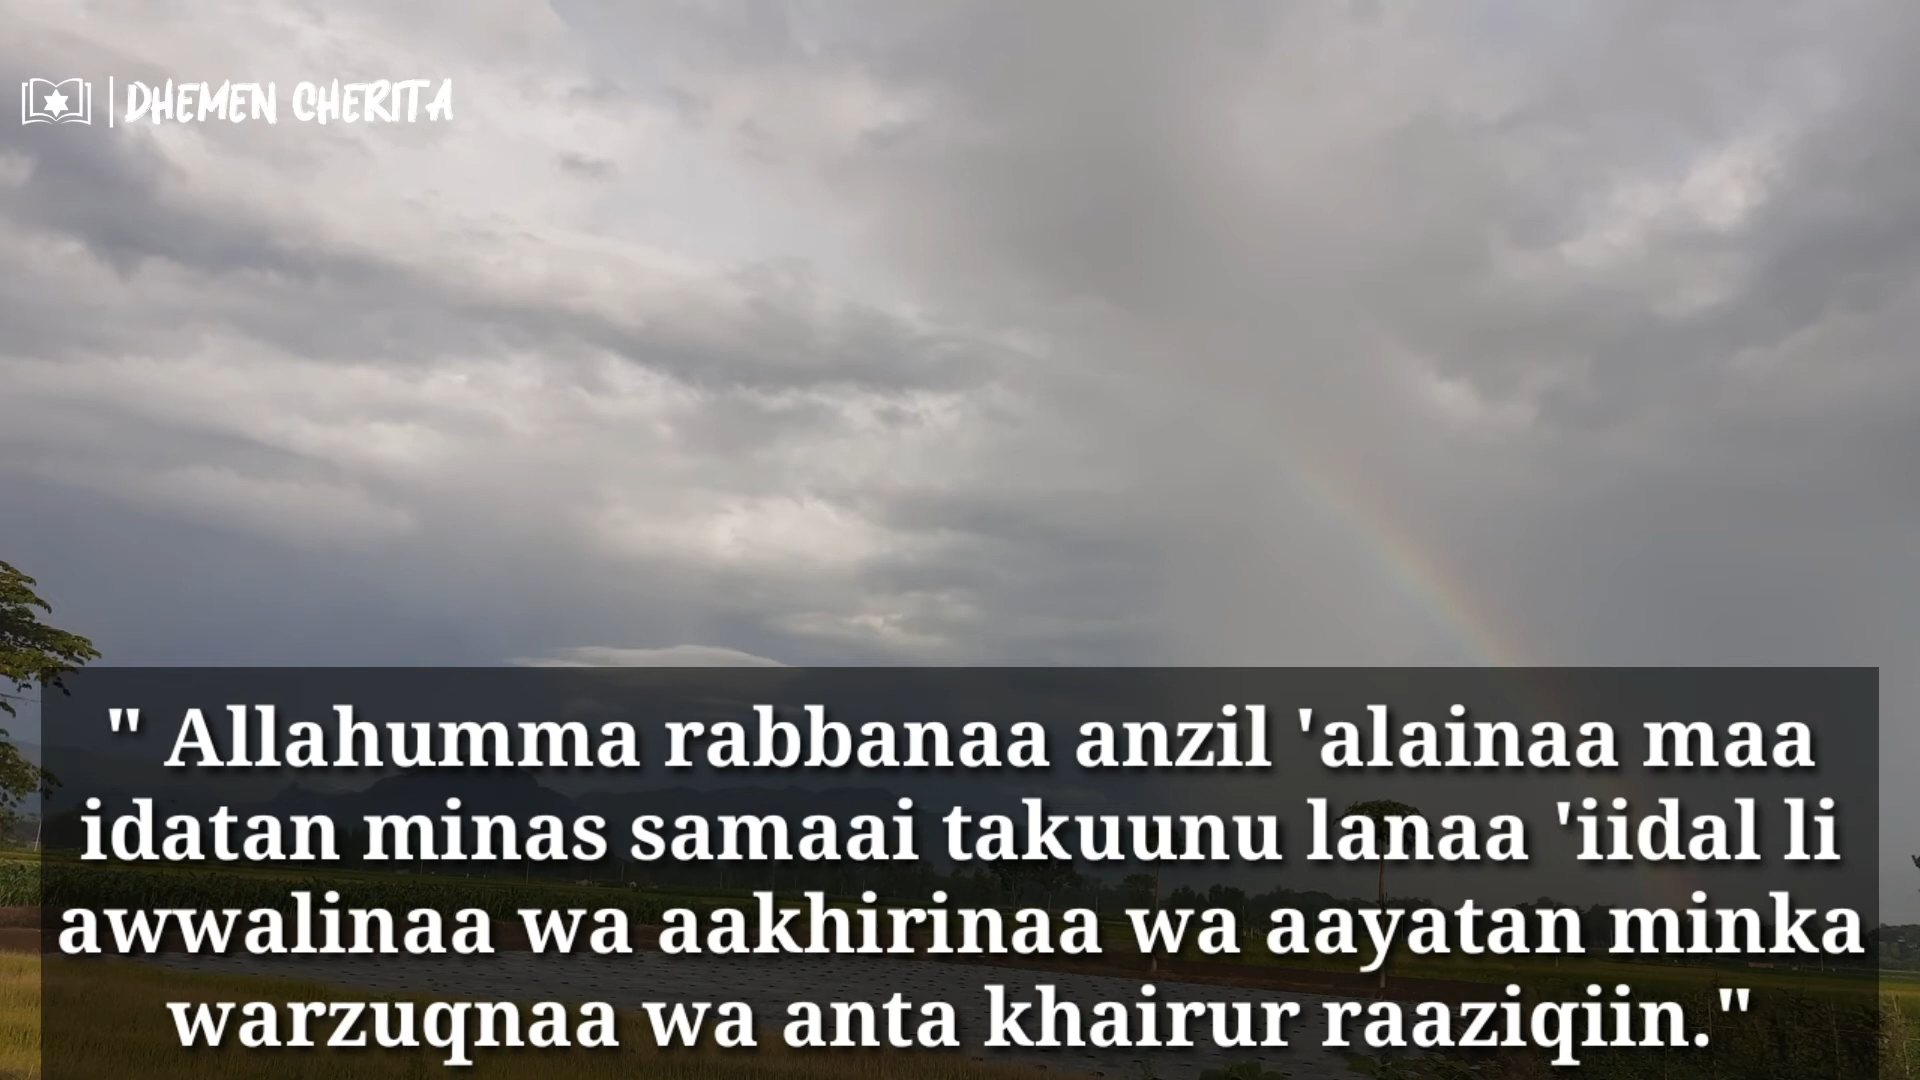 DHEMEN CHERITA
" Allahumma rabbanaa anzil 'alainaa maa
idatan minas samaai takuunu lanaa 'iidal li
awwalinaa wa aakhirinaa wa aayatan minka
warzuqnaa wa anta khairur raaziqiin."